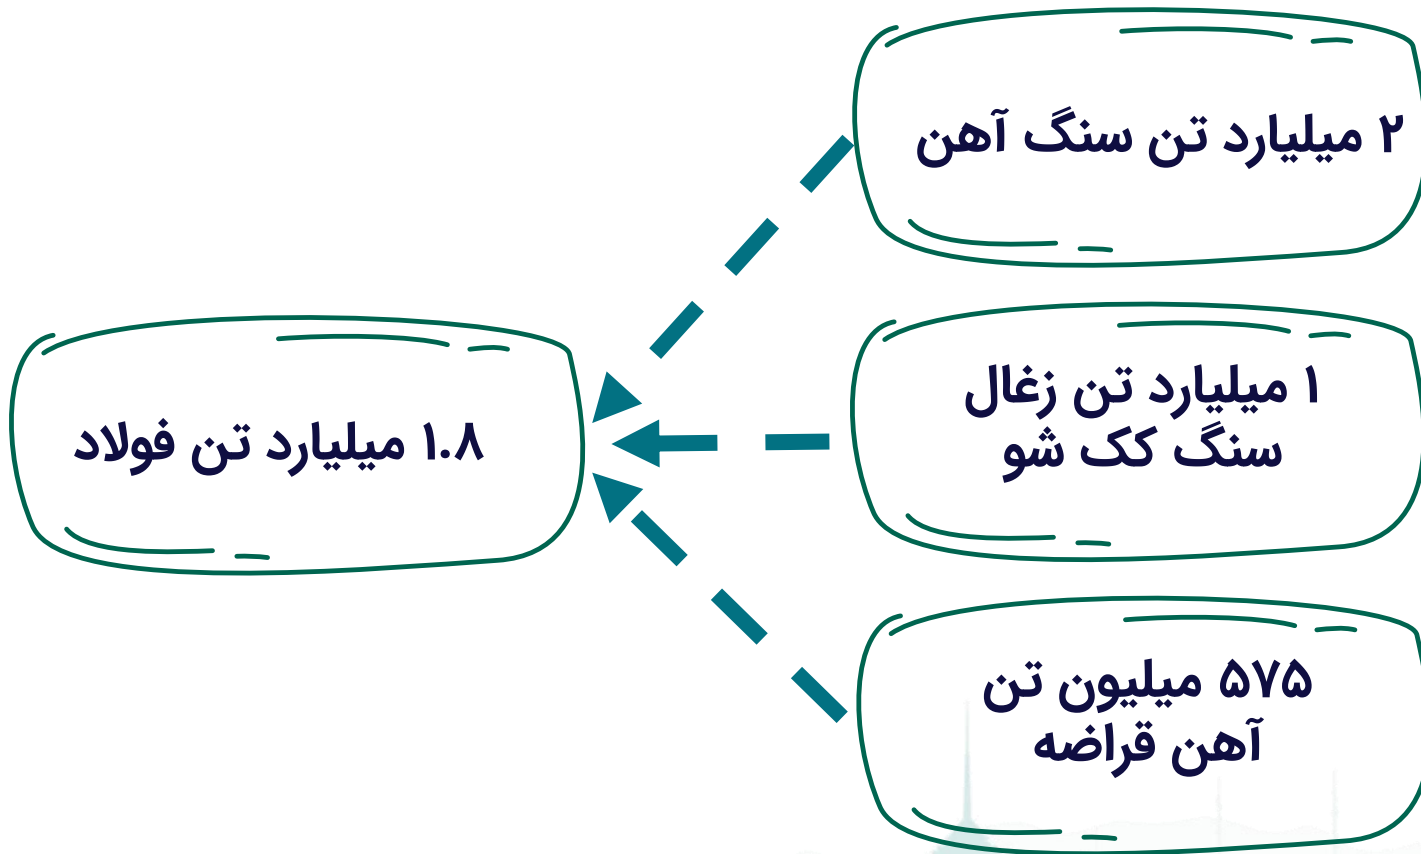 ۲ میلیارد تن سنگ آهن
۱ میلیارد تن زغال
سنگ کک شو
۱.۸ میلیارد تن فولاد
۵۷۵ میلیون تن
آهن قراضه